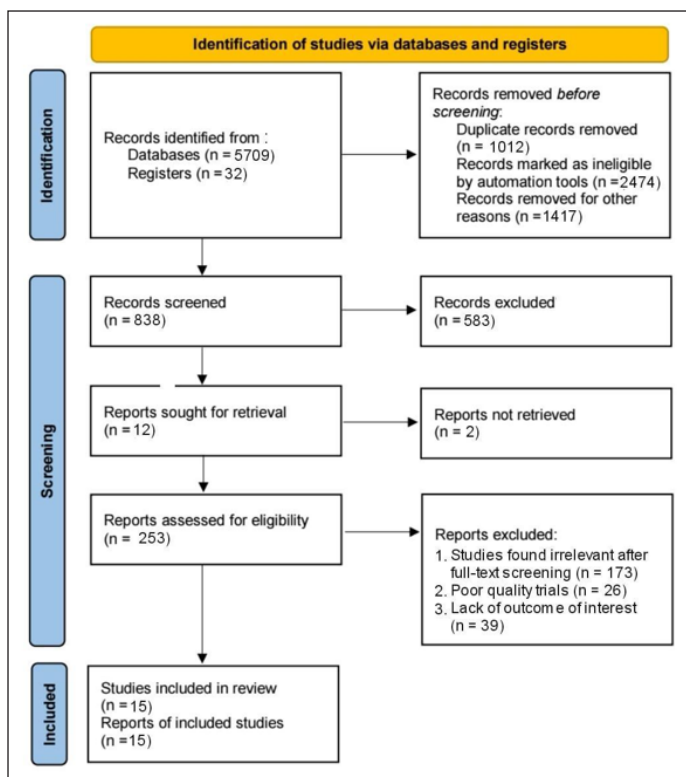 Identification of studies via databases and registers
Identification
Records identified from :
Databases (n = 5709)
Registers (n = 32)
Records removed before
screening:
Duplicate records removed
(n = 1012)
Records marked as ineligible
by automation tools (n =2474)
Records removed for other
reasons (n =1417)
Screening
Records screened
(n = 838)
Records excluded
(n = 583)
Reports sought for retrieval
(n = 12)
Reports not retrieved
(n = 2)
Reports assessed for eligibility
(n = 253)
Reports excluded:
1. Studies found irrelevant after
full-text screening (n = 173)
2. Poor quality trials (n = 26)
3. Lack of outcome of interest
(n = 39)
Included
Studies included in review
(n =15)
Reports of included studies
(n =15)